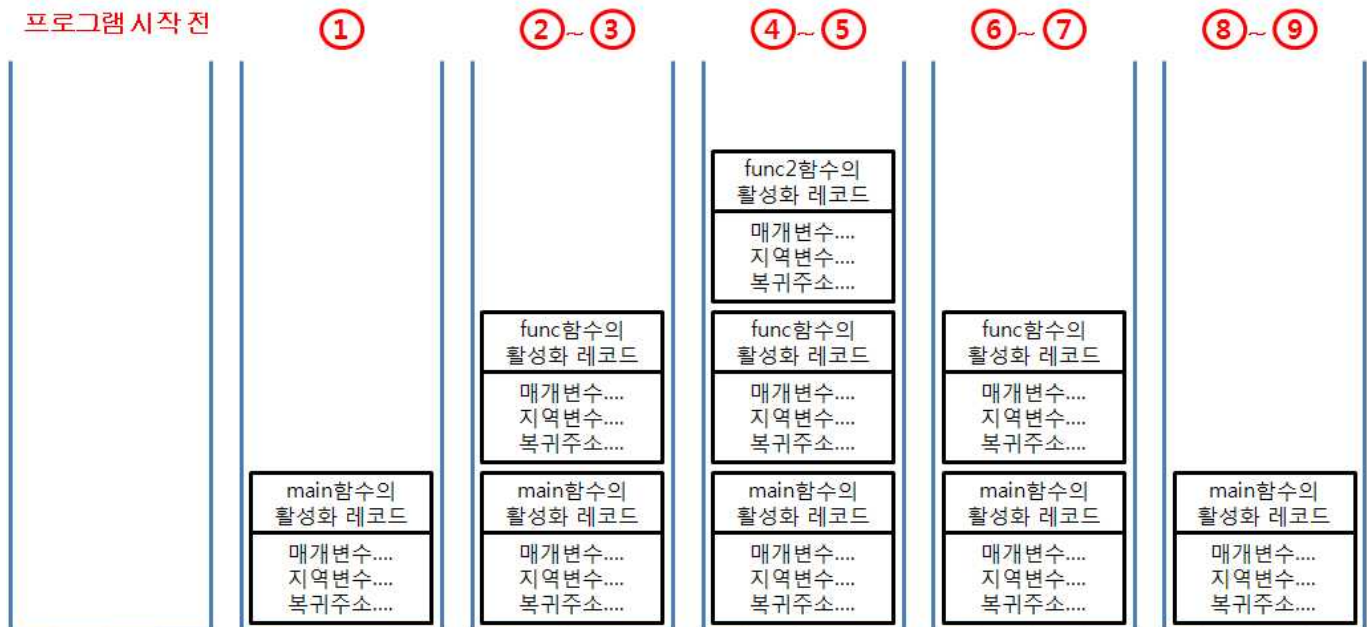 프로그램 시작 전
①
②~③
④~⑤
⑥~⑦
⑧~⑨
func2함수의
활성화 레코드
매개변수....
지역변수....
복귀주소....
func함수의
활성화 레코드
매개변수....
지역변수....
복귀주소....
func함수의
활성화 레코드
매개변수....
지역변수....
복귀주소....
func함수의
활성화 레코드
매개변수....
지역변수....
복귀주소....
main함수의
활성화 레코드
매개변수....
지역변수....
복귀주소....
main함수의
활성화 레코드
매개변수....
지역변수....
복귀주소....
main함수의
활성화 레코드
매개변수....
지역변수....
복귀주소....
main함수의
활성화 레코드
매개변수....
지역변수....
복귀주소....
main함수의
활성화 레코드
매개변수....
지역변수....
복귀주소....